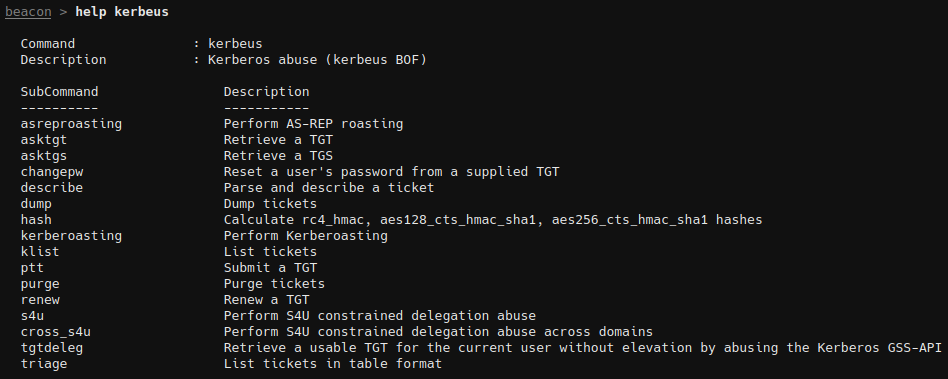 beacon > help kerbeus
Command : kerbeus
Description : Kerberos abuse (kerbeus BOF)
SubCommand Description
---------- -----------
asreproasting Perform AS-REP roasting
asktgt Retrieve a TGT
asktgs Retrieve a TGS
changepw Reset a user's password from a supplied TGT
describe Parse and describe a ticket
dump Dump tickets
hash Calculate rc4_hmac, aes128_cts_hmac_sha1, aes256_cts_hmac_sha1 hashes
kerberoasting Perform Kerberoasting
klist List tickets
ptt Submit a TGT
purge Purge tickets
renew Renew a TGT
s4u Perform S4U constrained delegation abuse
cross_s4u Perform S4U constrained delegation abuse across domains
tgtdeleg Retrieve a usable TGT for the current user without elevation by abusing the Kerberos GSS-API
triage List tickets in table format